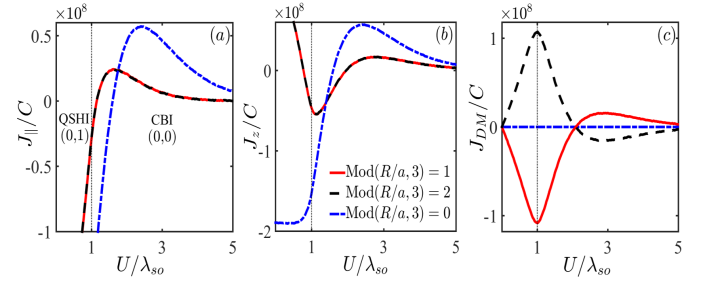 ×10⁸
0.5
0
-0.5
-1
J∥/C
(a)
QSHI
(0,1)
CBI
(0,0)
1
3
5
U/λso
×10⁸
0
-1
-2
Jz/C
(b)
Mod(R/a, 3) = 1
Mod(R/a, 3) = 2
Mod(R/a, 3) = 0
1
3
5
U/λso
×10⁸
1
0
-1
JDM/C
(c)
1
3
5
U/λso